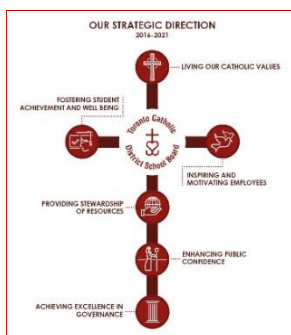 OUR STRATEGIC DIRECTION
2016-2021
LIVING OUR CATHOLIC VALUES
FOSTERING STUDENT
ACHIEVEMENT AND WELL BEING
Toronto Catholic
District School Board
INSPIRING AND
MOTIVATING EMPLOYEES
PROVIDING STEWARDSHIP
OF RESOURCES
ENHANCING PUBLIC
CONFIDENCE
ACHIEVING EXCELLENCE IN
GOVERNANCE